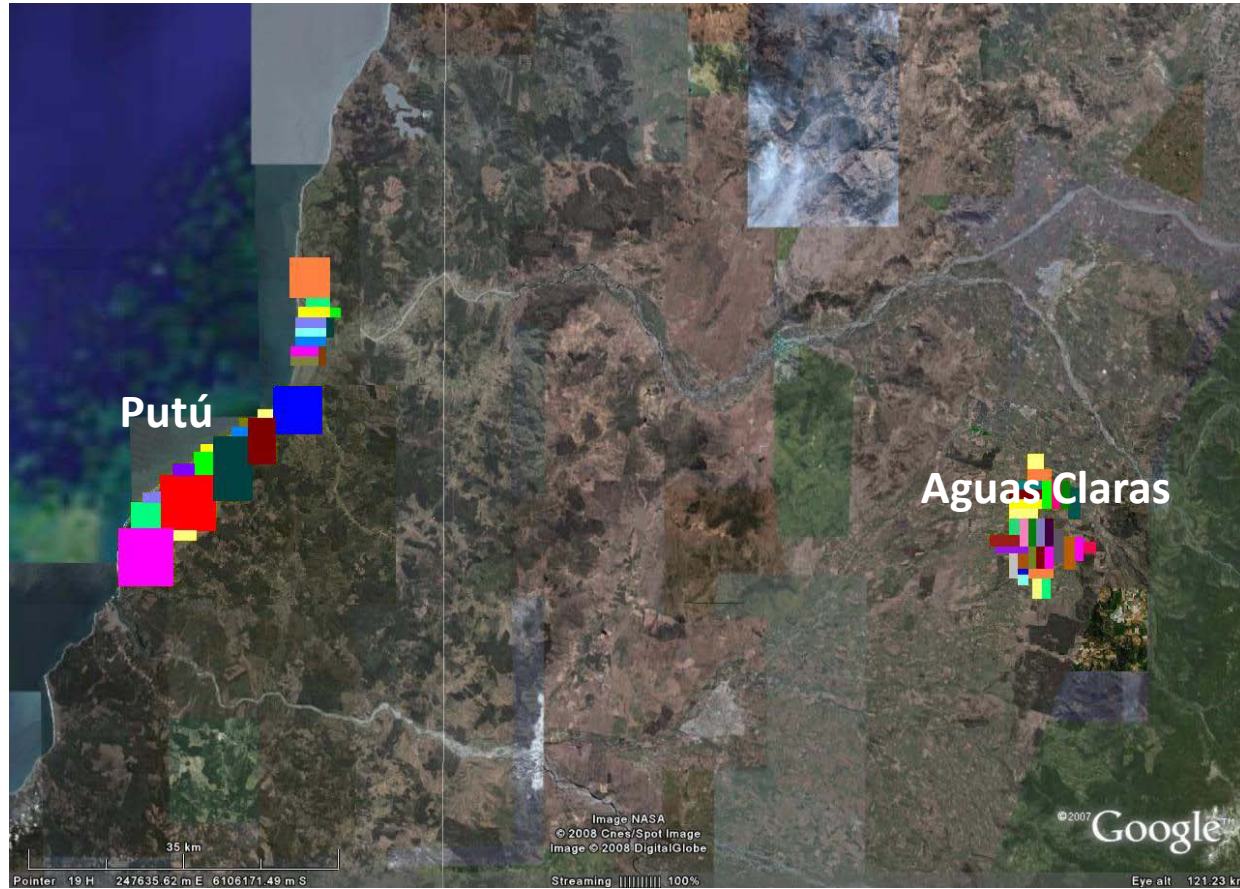 Putú
Aguas Claras
Image NASA
© 2008 Cnes/Spot Image
Image © 2008 DigitalGlobe
©2007 Google™
35 km
Pointer 19 H 247635.62 m E 6106171.49 m S
Streaming |||||||||| 100%
Eye alt 121.23 km